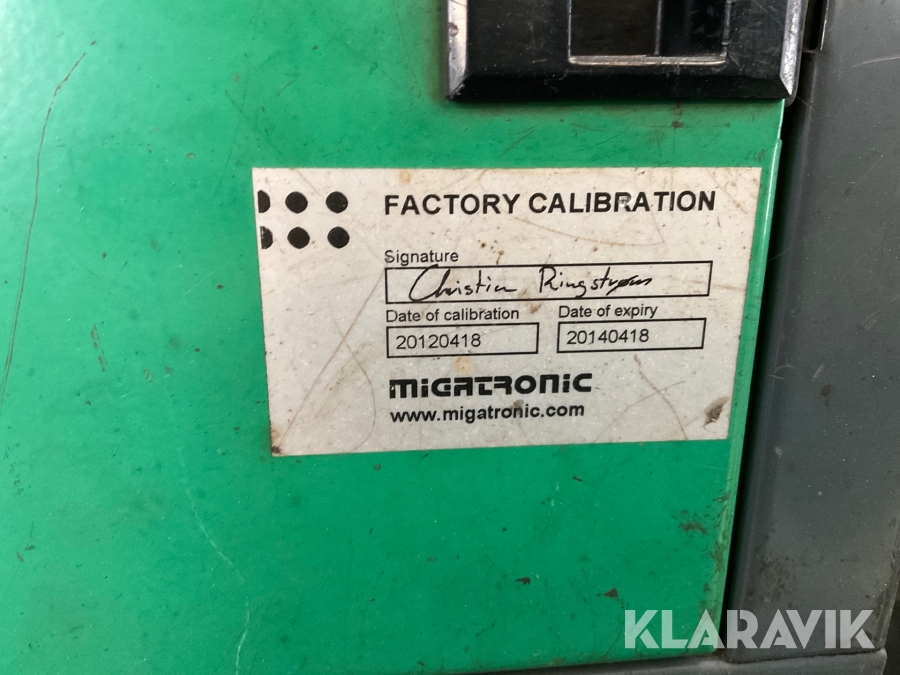 FACTORY CALIBRATION
Signature
Christian Ringstrøm
Date of calibration Date of expiry
20120418 20140418
MIGATRONIC
www.migatronic.com
KLARAVIK